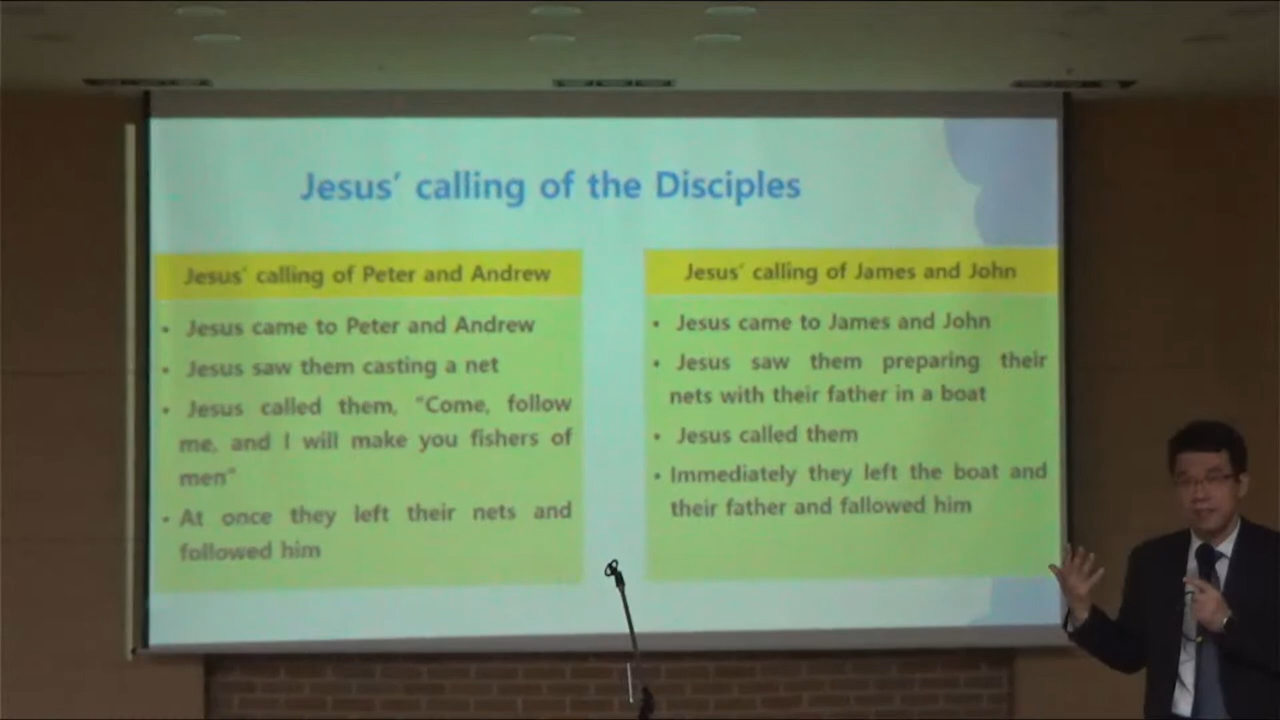 Jesus' calling of the Disciples
Jesus' calling of Peter and Andrew
• Jesus came to Peter and Andrew
• Jesus saw them casting a net
• Jesus called them, "Come, follow
me, and I will make you fishers of
men"
• At once they left their nets and
followed him
Jesus' calling of James and John
• Jesus came to James and John
• Jesus saw them preparing their
nets with their father in a boat
• Jesus called them
• Immediately they left the boat and
their father and fallowed him